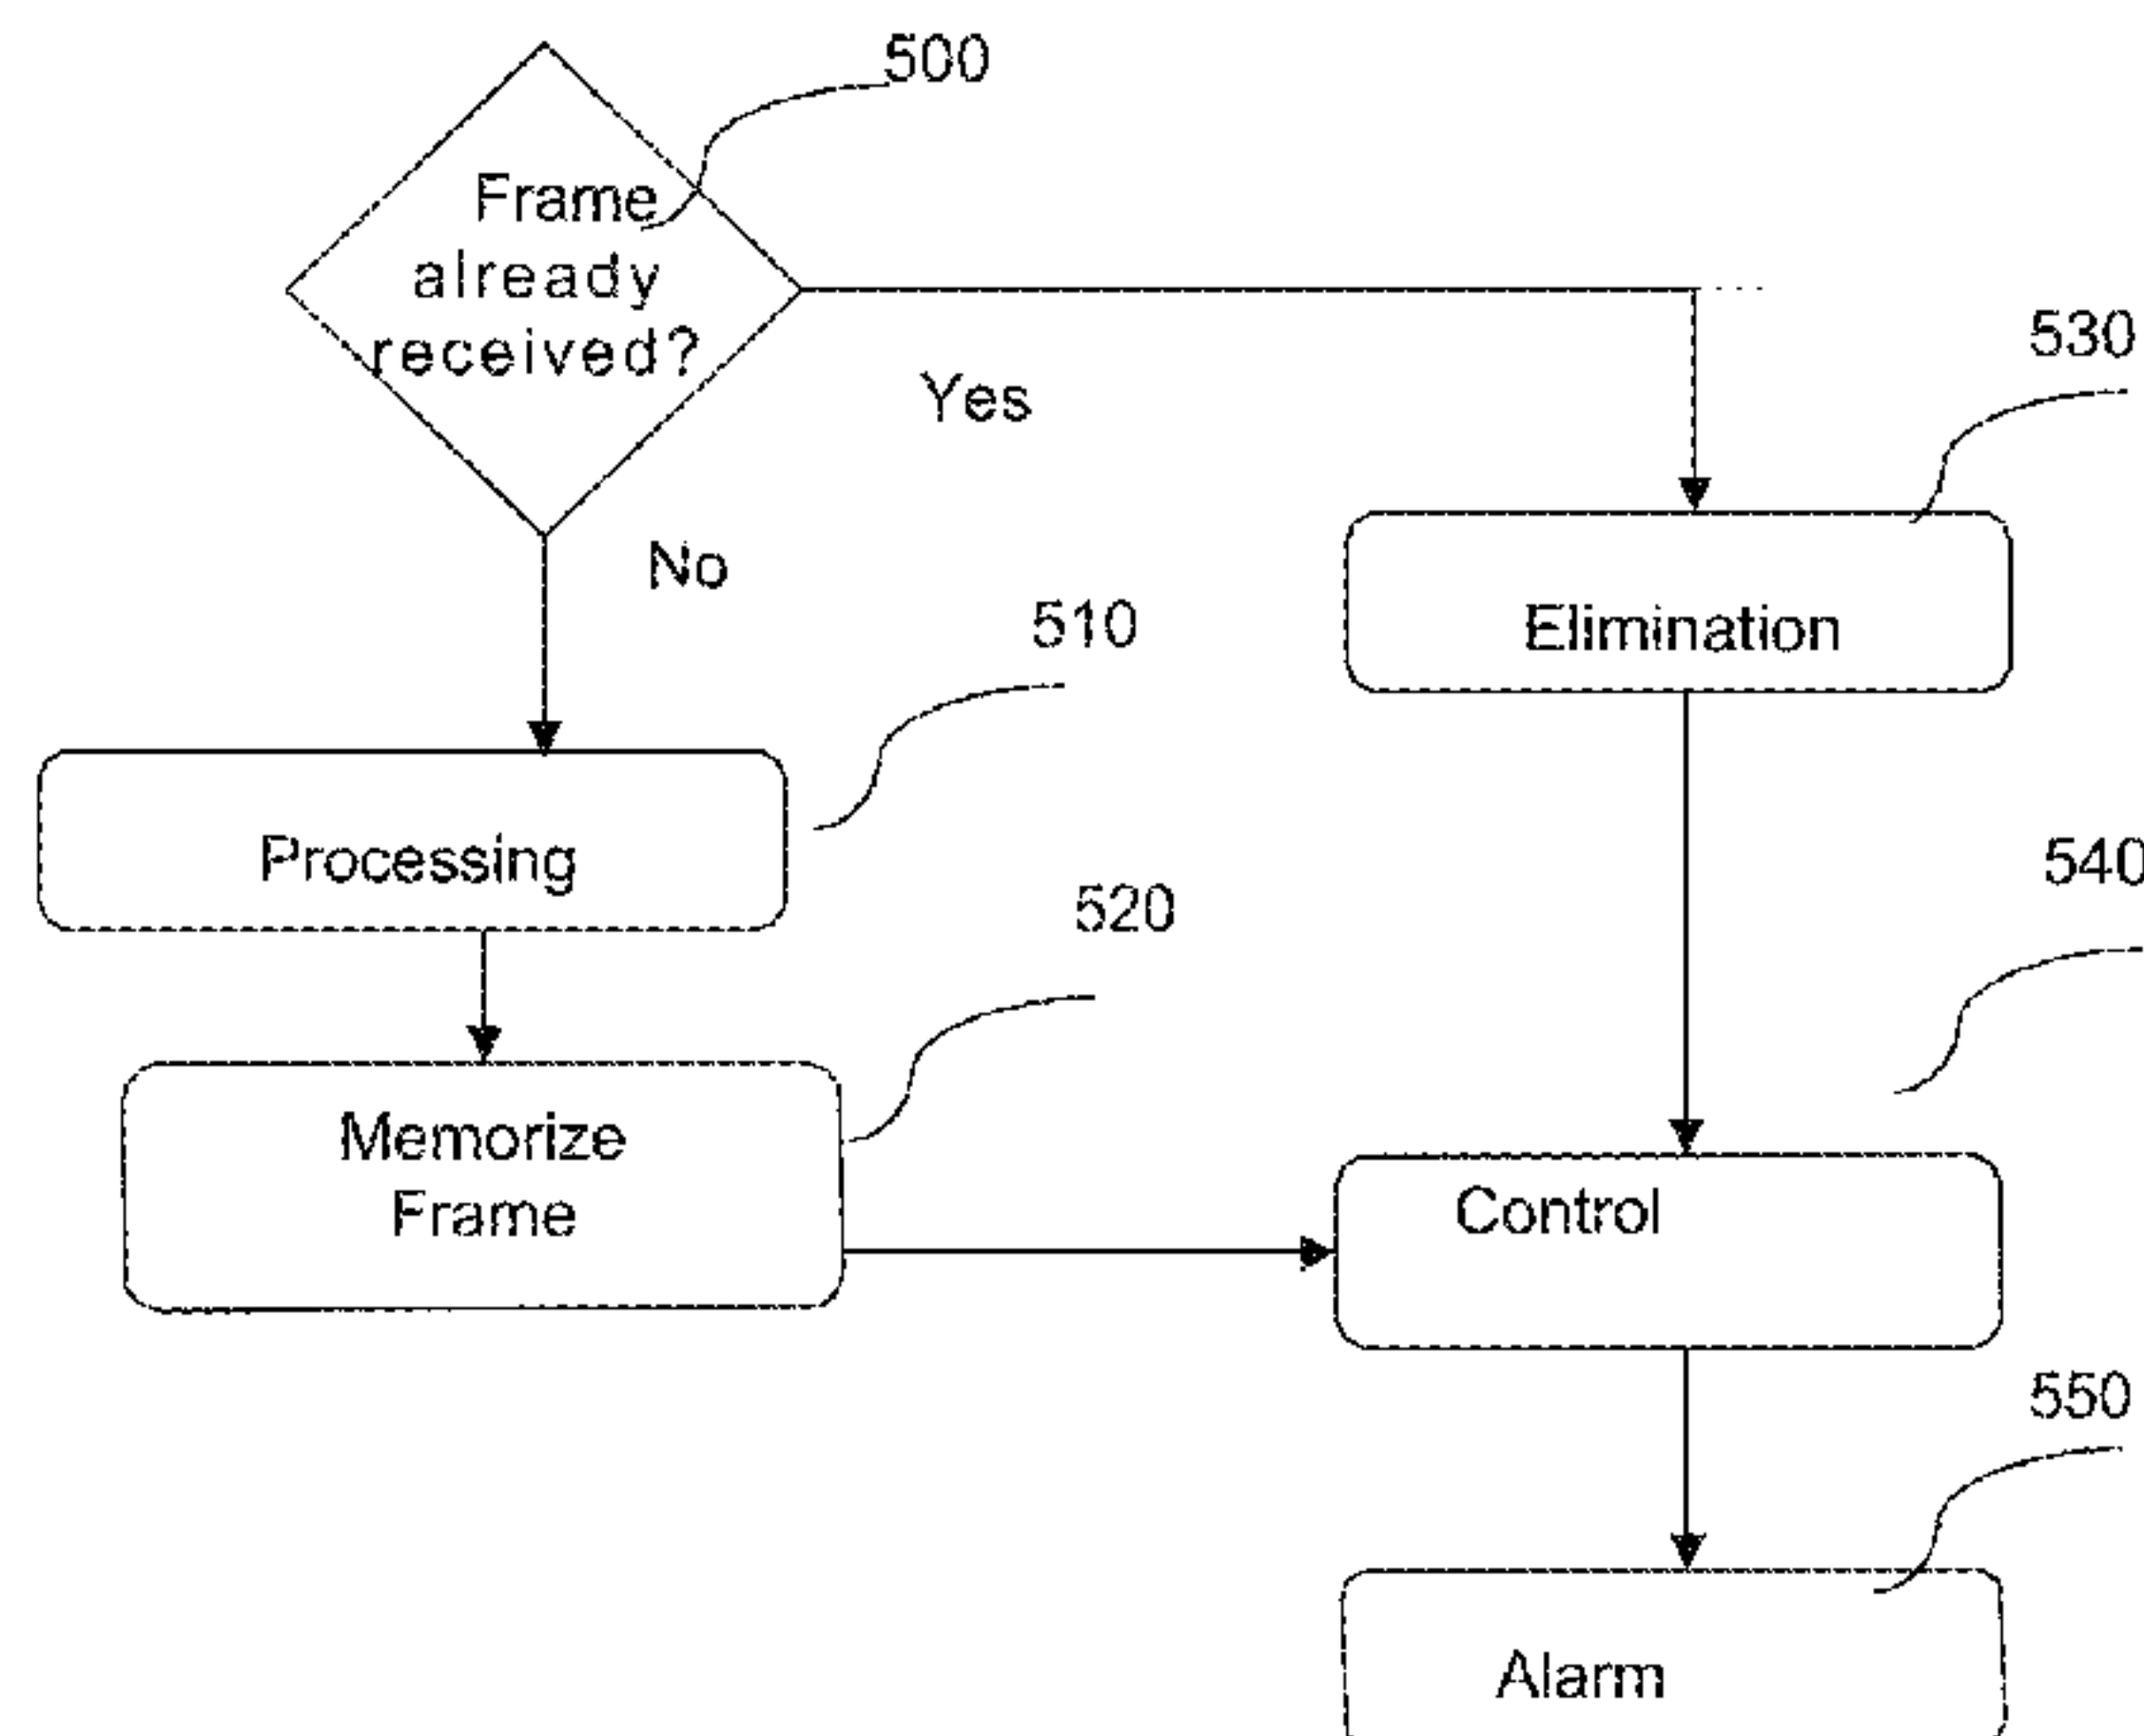 500
Frame
already
received?
Yes
530
No
Elimination
510
Processing
540
520
Memorize
Frame
Control
550
Alarm